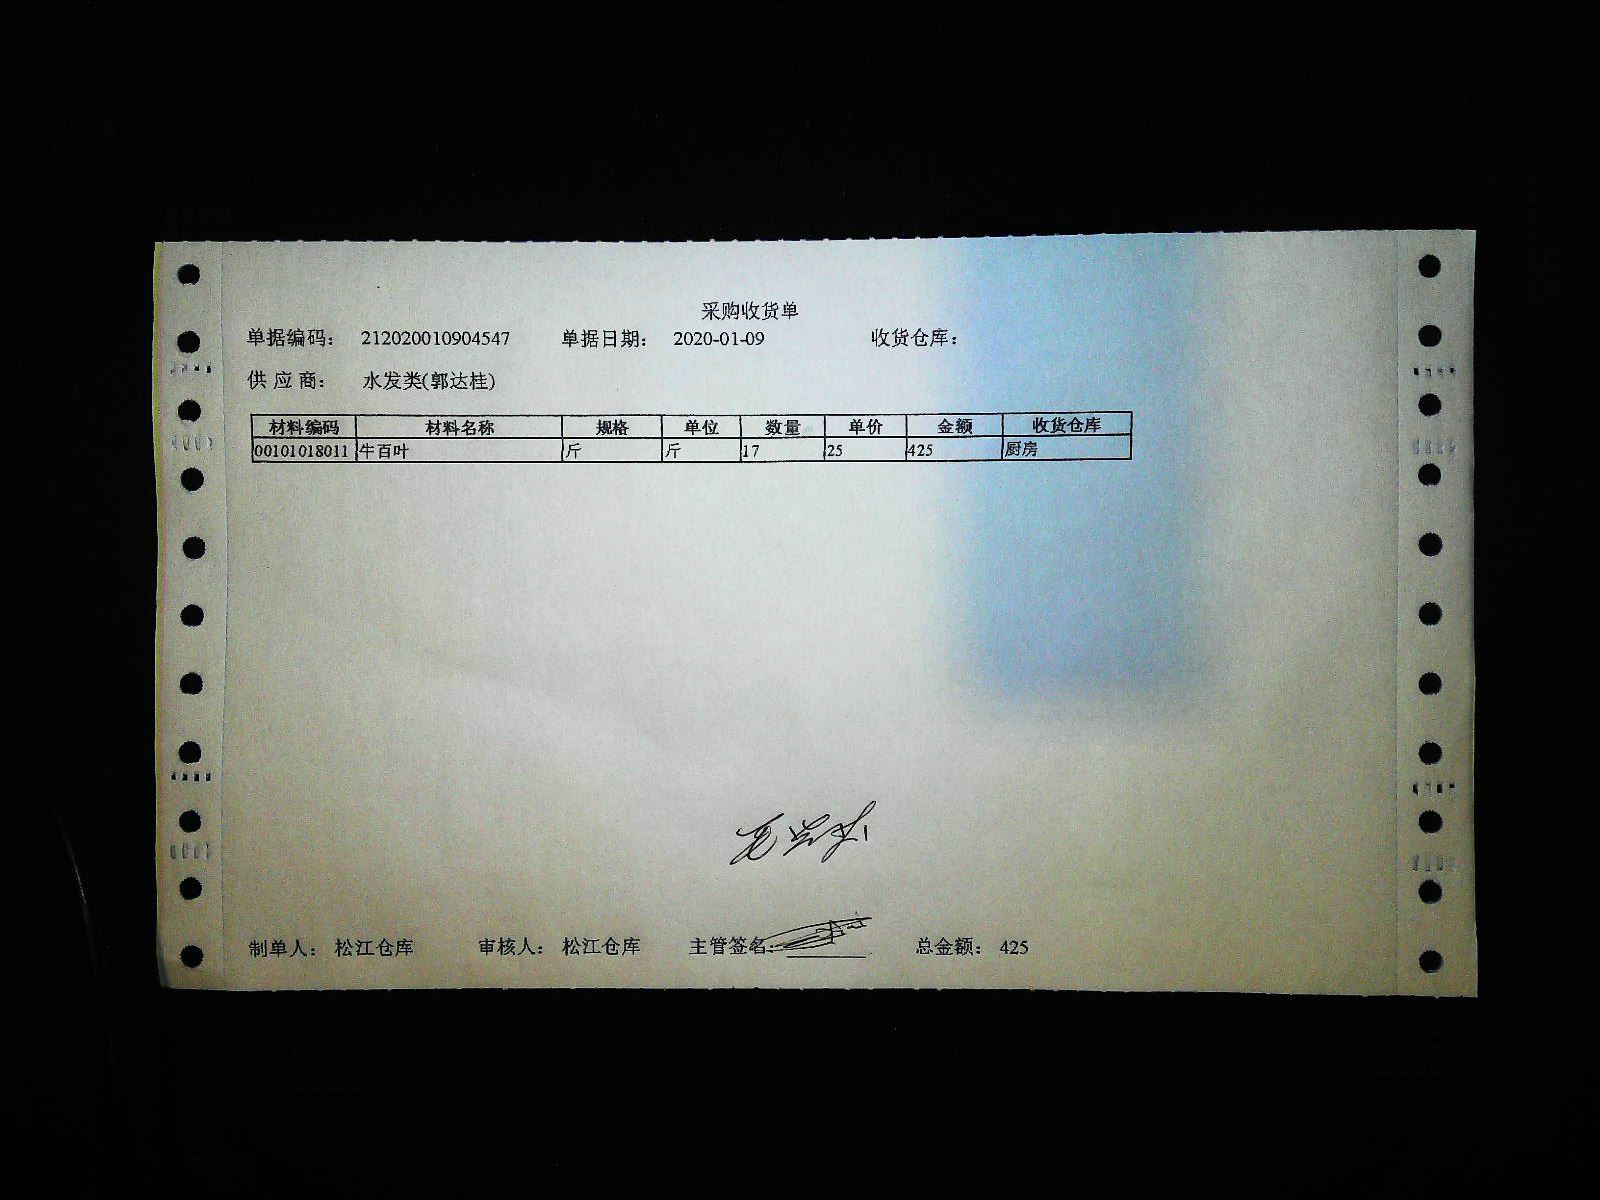 采购收货单
单据编码： 212020010904547 单据日期： 2020-01-09 收货仓库：
供 应 商： 水发类(郭达桂)
材料编码 材料名称 规格 单位 数量 单价 金额 收货仓库
00101018011 牛百叶 斤 斤 17 25 425 厨房
制单人： 松江仓库 审核人： 松江仓库 主管签名: 总金额： 425